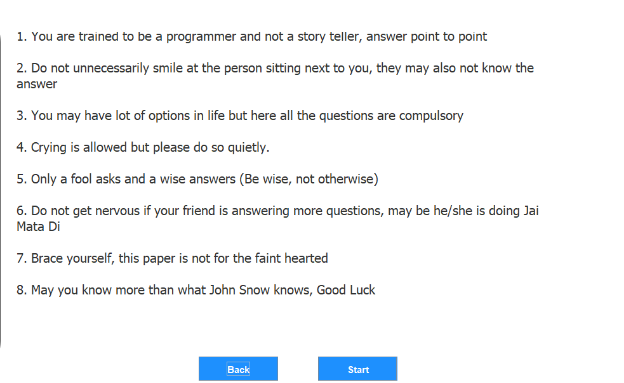 1. You are trained to be a programmer and not a story teller, answer point to point
2. Do not unnecessarily smile at the person sitting next to you, they may also not know the
answer
3. You may have lot of options in life but here all the questions are compulsory
4. Crying is allowed but please do so quietly.
5. Only a fool asks and a wise answers (Be wise, not otherwise)
6. Do not get nervous if your friend is answering more questions, may be he/she is doing Jai
Mata Di
7. Brace yourself, this paper is not for the faint hearted
8. May you know more than what John Snow knows, Good Luck
Back Start